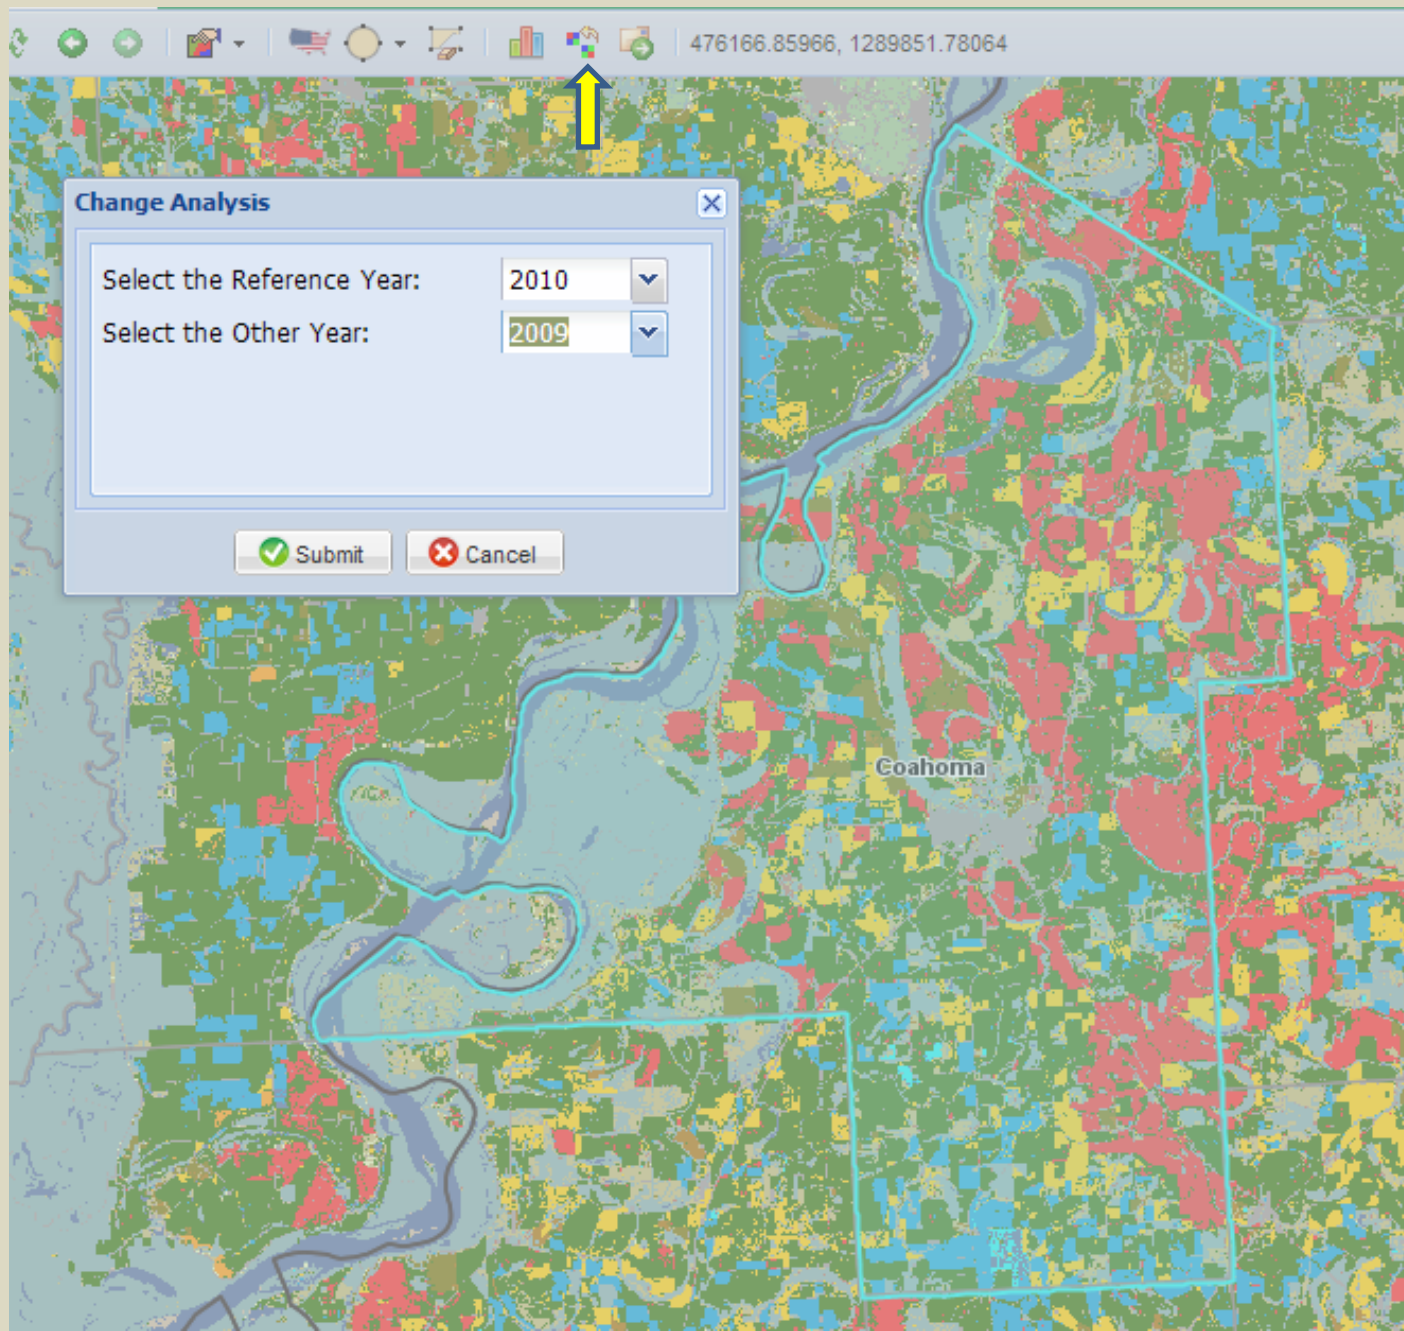 476166.85966, 1289851.78064
Change Analysis
Select the Reference Year: 2010
Select the Other Year: 2009
Submit Cancel
Coahoma